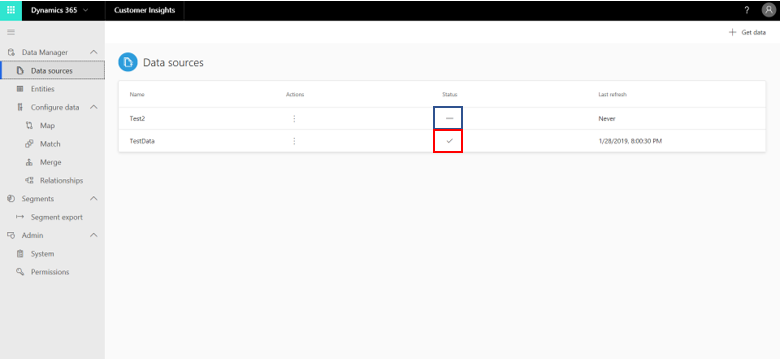 Dynamics 365
Customer Insights
?
Get data
Data Manager
Data sources
Entities
Configure data
Map
Match
Merge
Relationships
Segments
Segment export
Admin
System
Permissions
Data sources
Name Actions Status Last refresh
Test2 Never
TestData 1/28/2019, 8:00:30 PM